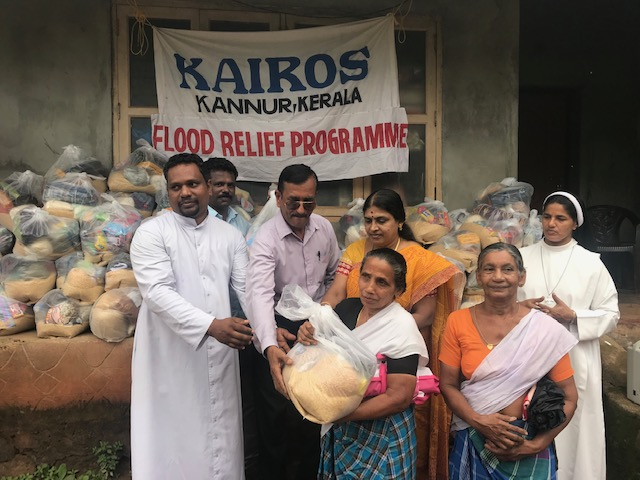 KAIROS
KANNUR, KERALA
FLOOD RELIEF PROGRAMME